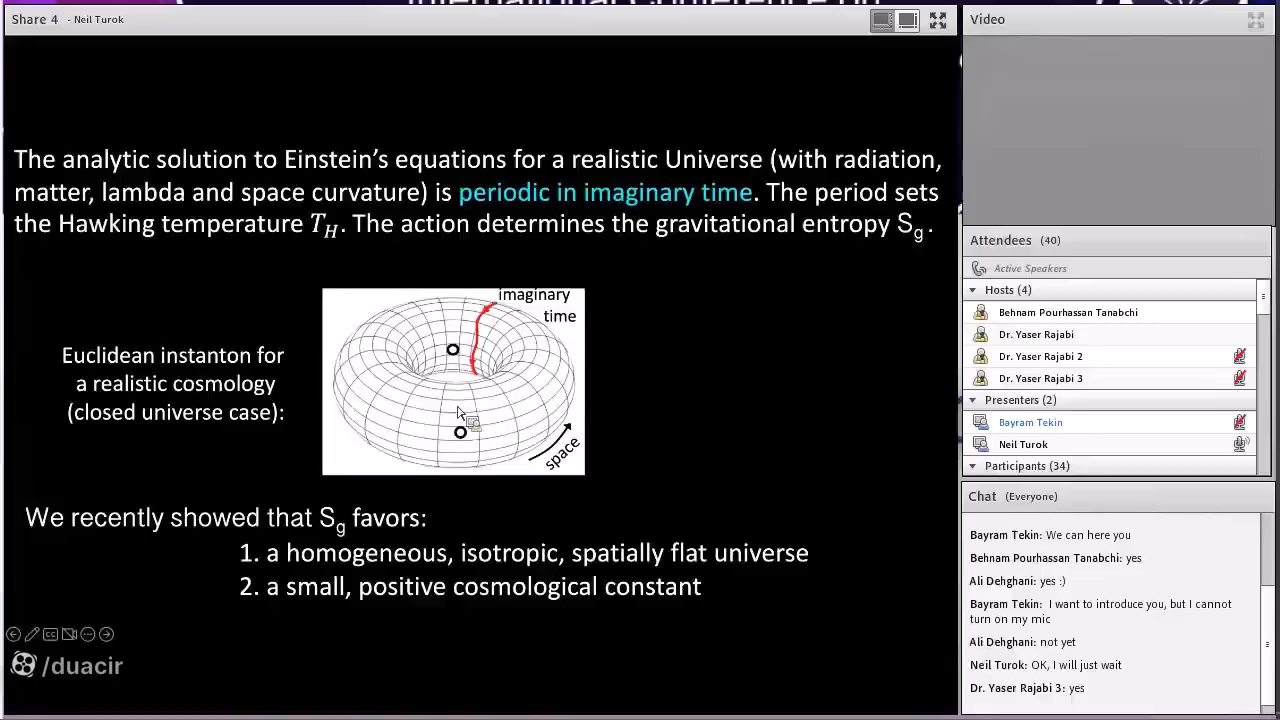 International Conference on
Share 4 - Neil Turok
The analytic solution to Einstein’s equations for a realistic Universe (with radiation,
matter, lambda and space curvature) is periodic in imaginary time. The period sets
the Hawking temperature T_H. The action determines the gravitational entropy S_g.
imaginary
time
Euclidean instanton for
a realistic cosmology
(closed universe case):
space
We recently showed that S_g favors:
1. a homogeneous, isotropic, spatially flat universe
2. a small, positive cosmological constant
CC
/duacir
Video
Attendees (40)
Active Speakers
Hosts (4)
Behnam Pourhassan Tanabchi
Dr. Yaser Rajabi
Dr. Yaser Rajabi 2
Dr. Yaser Rajabi 3
Presenters (2)
Bayram Tekin
Neil Turok
Participants (34)
Chat (Everyone)
Bayram Tekin: We can here you
Behnam Pourhassan Tanabchi: yes
Ali Dehghani: yes :)
Bayram Tekin: I want to introduce you, but I cannot
turn on my mic
Ali Dehghani: not yet
Neil Turok: OK, I will just wait
Dr. Yaser Rajabi 3: yes